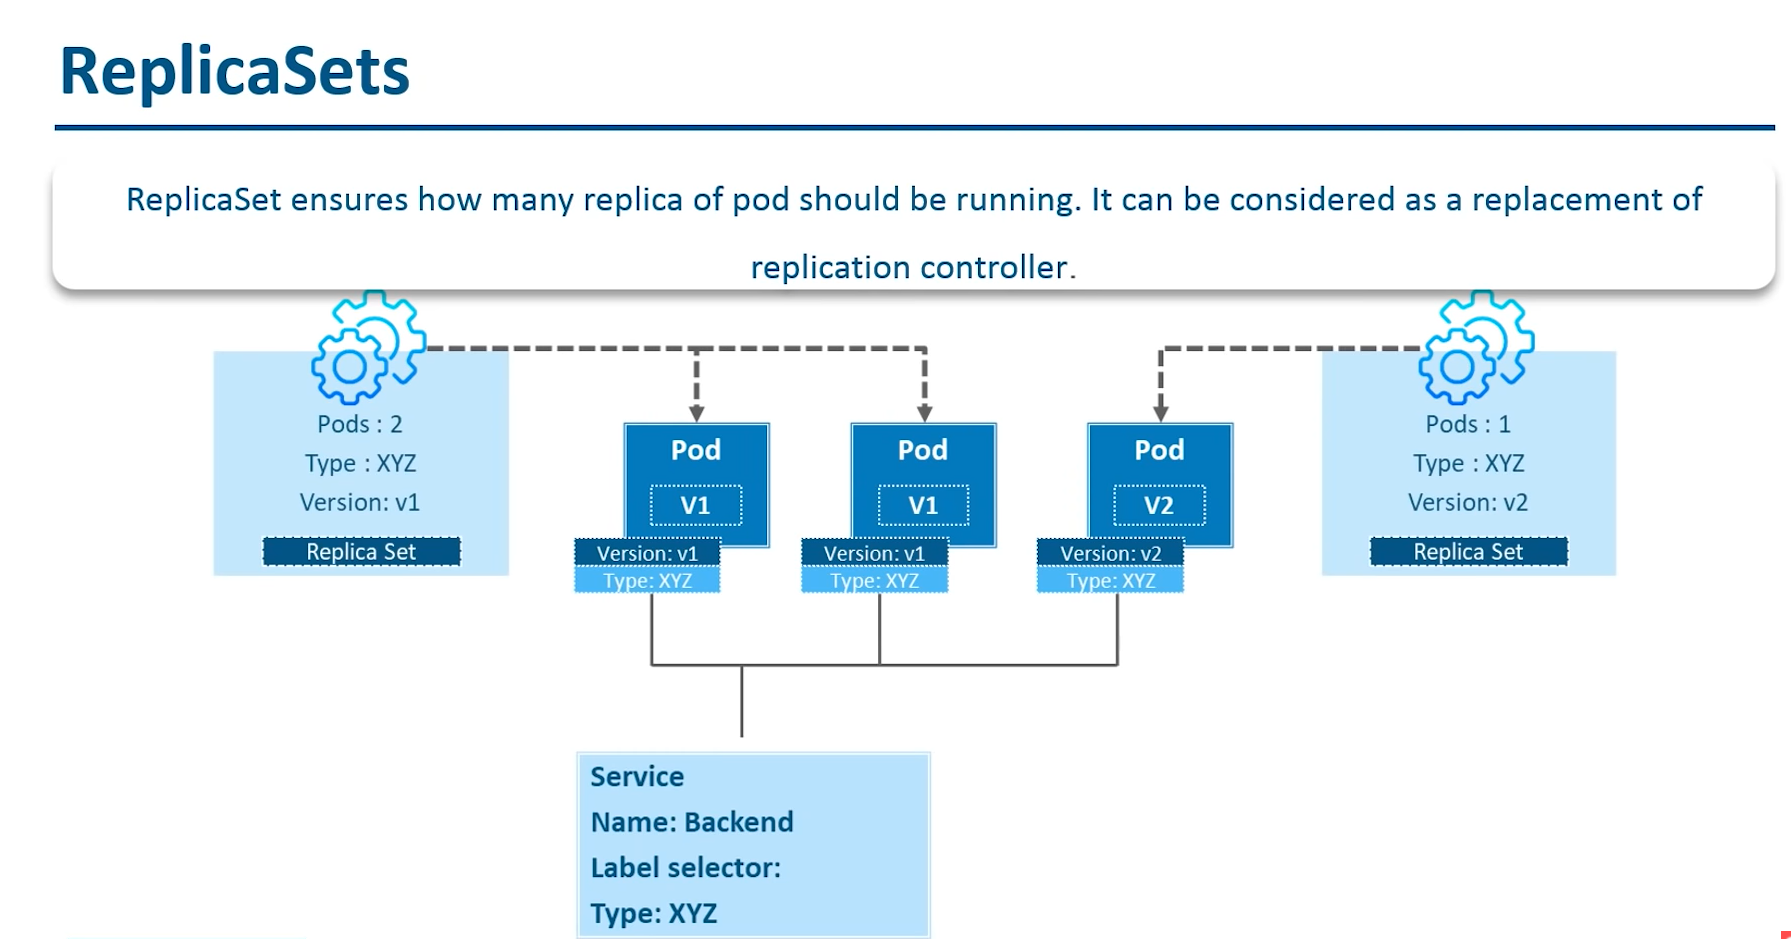 ReplicaSets
ReplicaSet ensures how many replica of pod should be running. It can be considered as a replacement of
replication controller.
Pods : 2
Type : XYZ
Version: v1
Replica Set
Pod
V1
Version: v1
Type: XYZ
Pod
V1
Version: v1
Type: XYZ
Pod
V2
Version: v2
Type: XYZ
Pods : 1
Type : XYZ
Version: v2
Replica Set
Service
Name: Backend
Label selector:
Type: XYZ